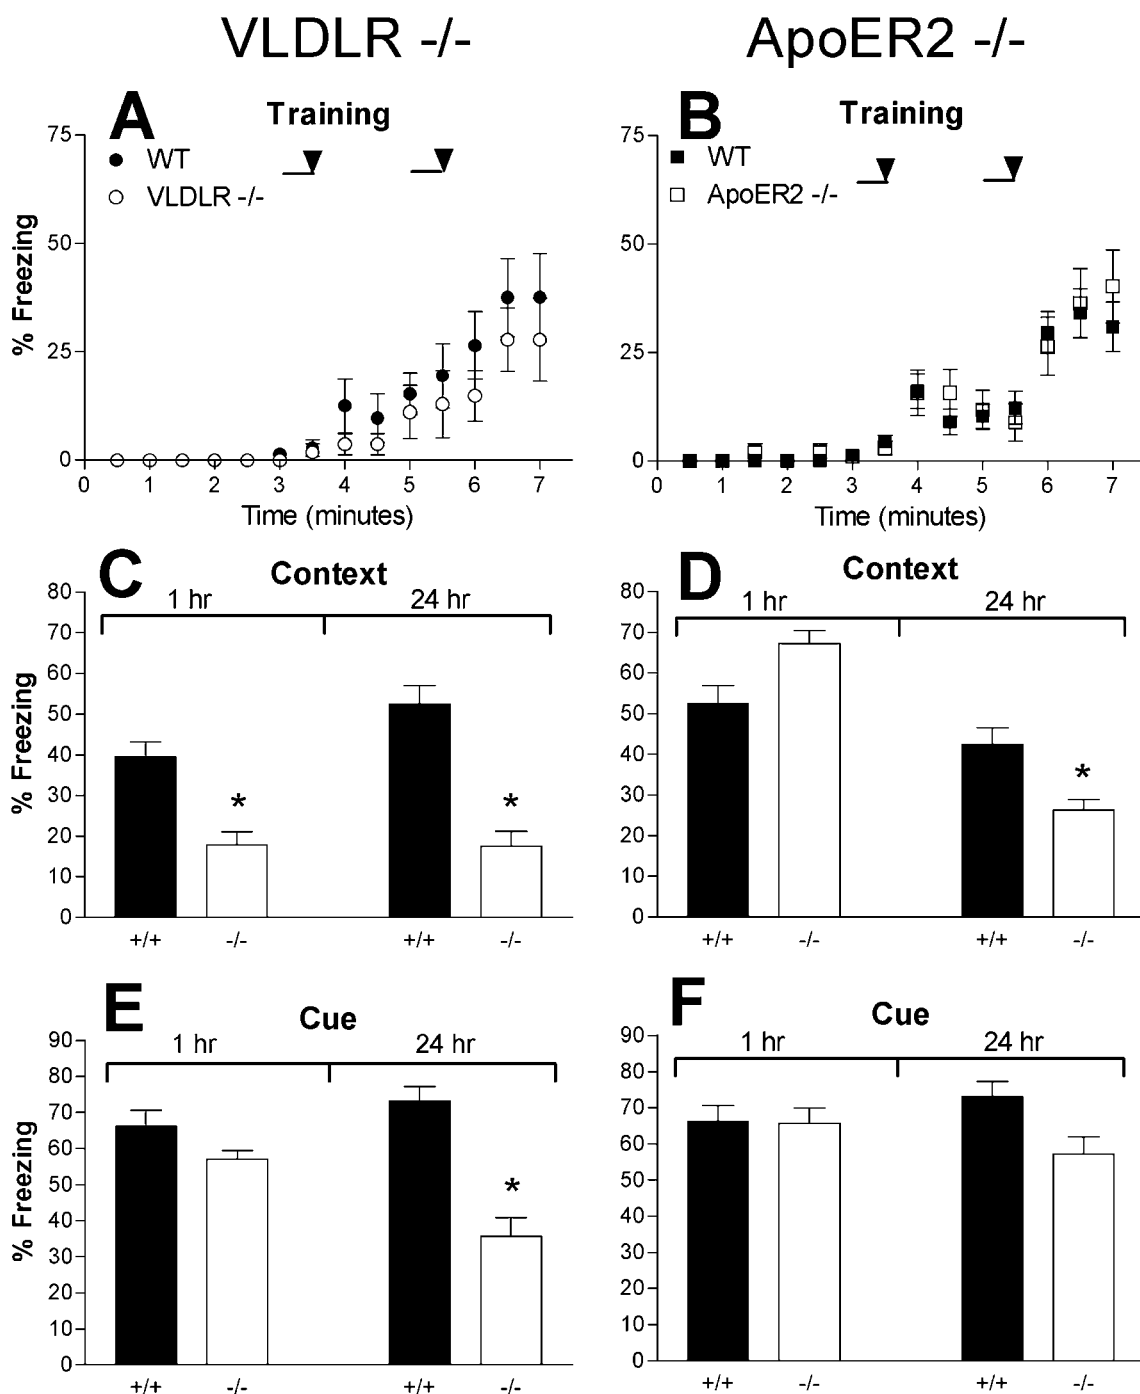 VLDLR -/-
ApoER2 -/-
A
Training
75
50
25
0
% Freezing
WT
VLDLR -/-
0 1 2 3 4 5 6 7
Time (minutes)
B
Training
75
50
25
0
WT
ApoER2 -/-
0 1 2 3 4 5 6 7
Time (minutes)
C
Context
1 hr 24 hr
80
70
60
50
40
30
20
10
0
% Freezing
* *
+/+ -/- +/+ -/-
D
Context
1 hr 24 hr
80
70
60
50
40
30
20
10
0
*
+/+ -/- +/+ -/-
E
Cue
1 hr 24 hr
90
80
70
60
50
40
30
20
10
0
% Freezing
*
+/+ -/- +/+ -/-
F
Cue
1 hr 24 hr
90
80
70
60
50
40
30
20
10
0
+/+ -/- +/+ -/-